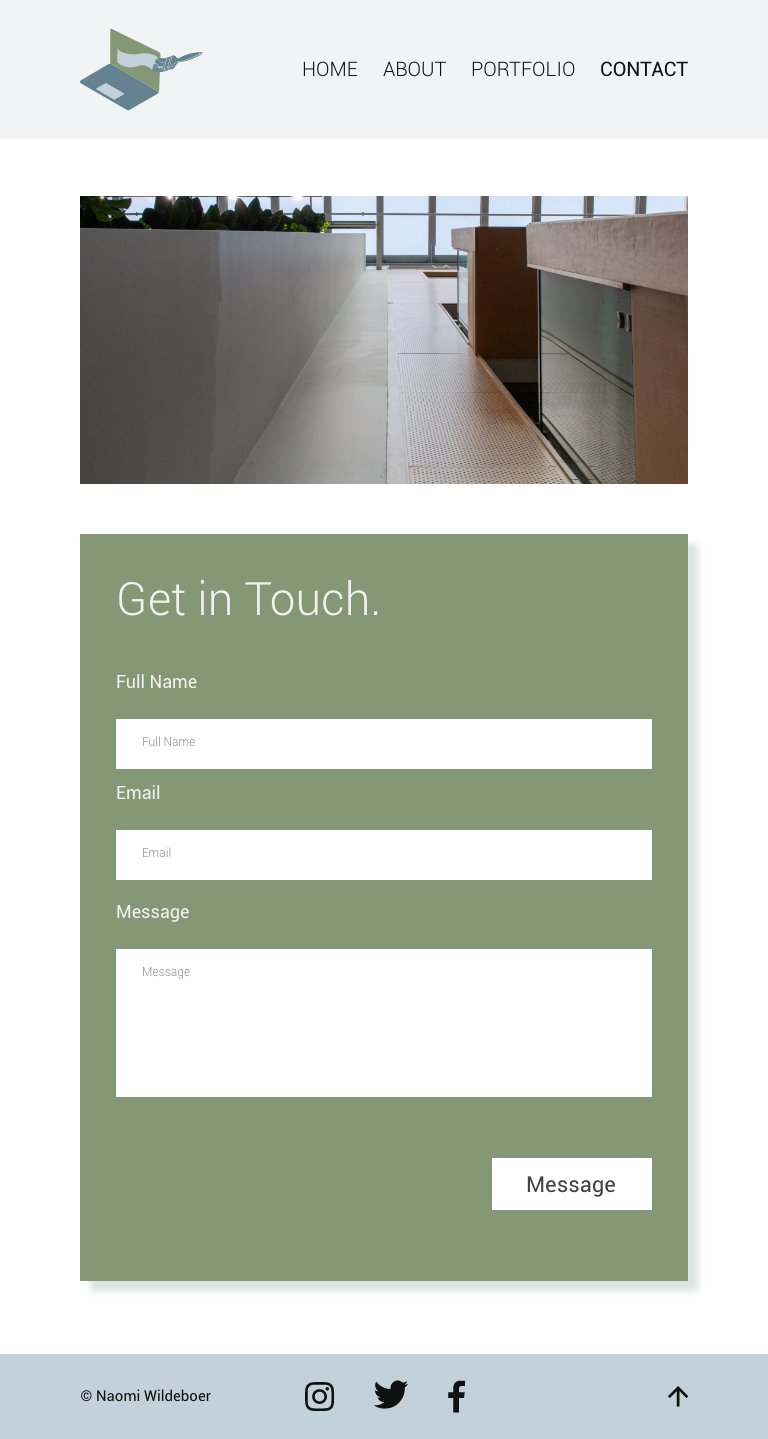 HOME ABOUT PORTFOLIO CONTACT
Get in Touch.
Full Name
Full Name
Email
Email
Message
Message
Message
© Naomi Wildeboer